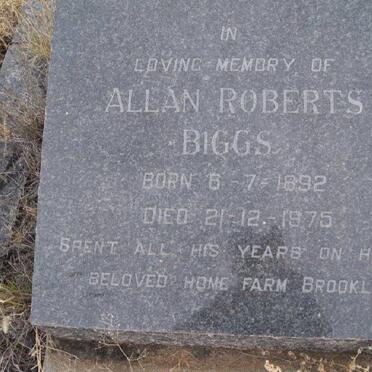 IN
LOVING MEMORY OF
ALLAN ROBERTS
BIGGS
BORN 6-7-1892
DIED 21-12-1975
SPENT ALL HIS YEARS ON H
BELOVED HOME FARM BROOKL